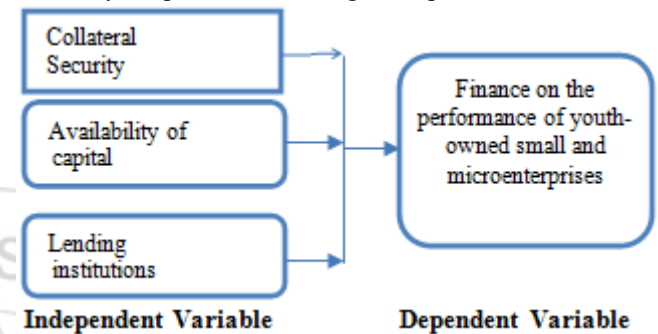 Collateral
Security
Availability of
capital
Lending
institutions
Finance on the
performance of youth-
owned small and
microenterprises
Independent Variable
Dependent Variable